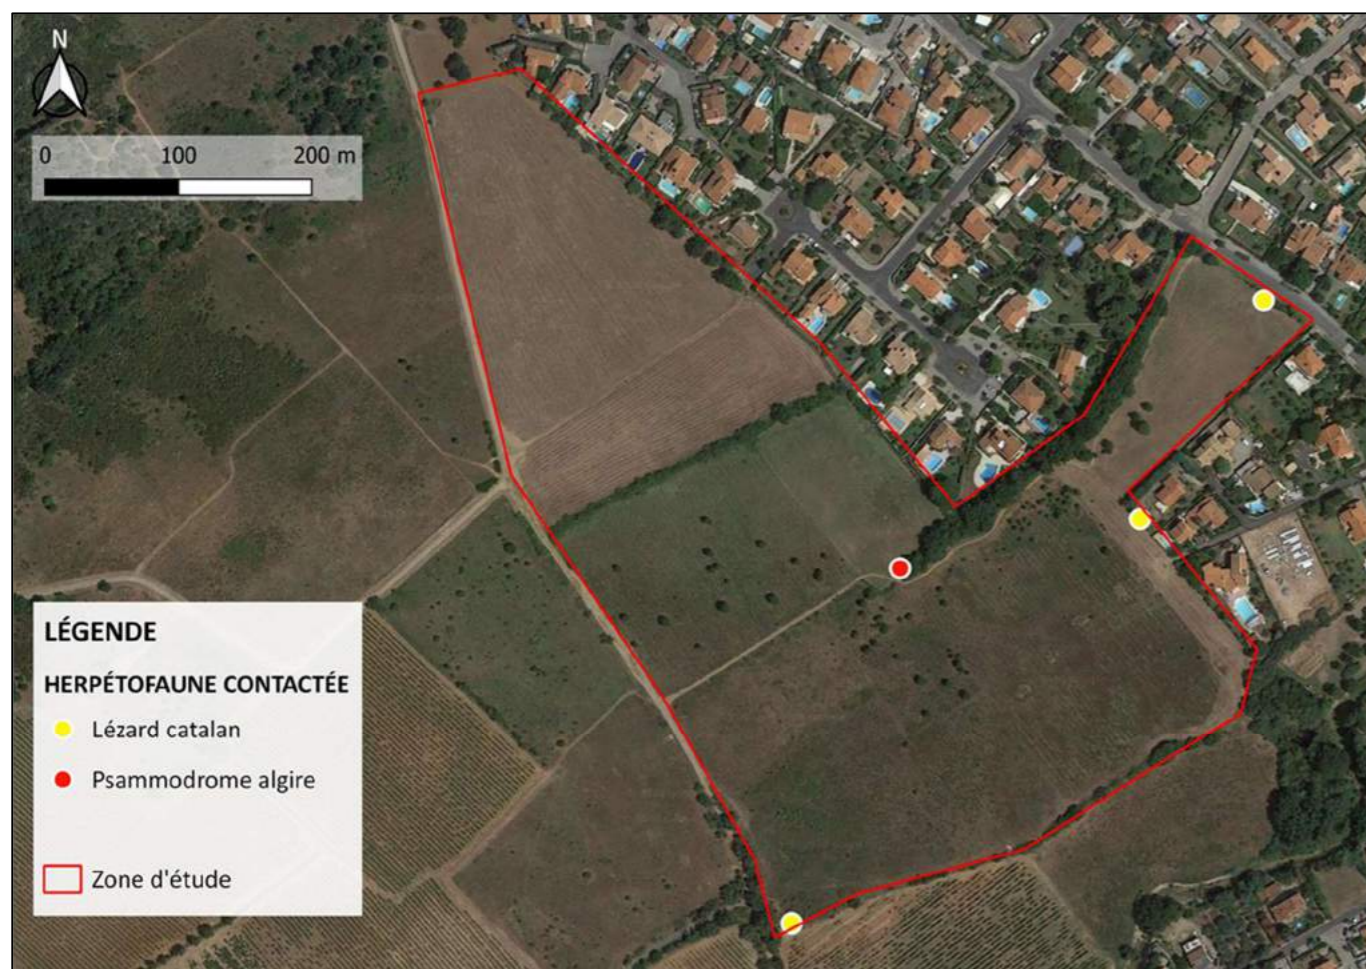 N
0 100 200 m
LÉGENDE
HERPÉTOFAUNE CONTACTÉE
Lézard catalan
Psammodrome algire
Zone d'étude